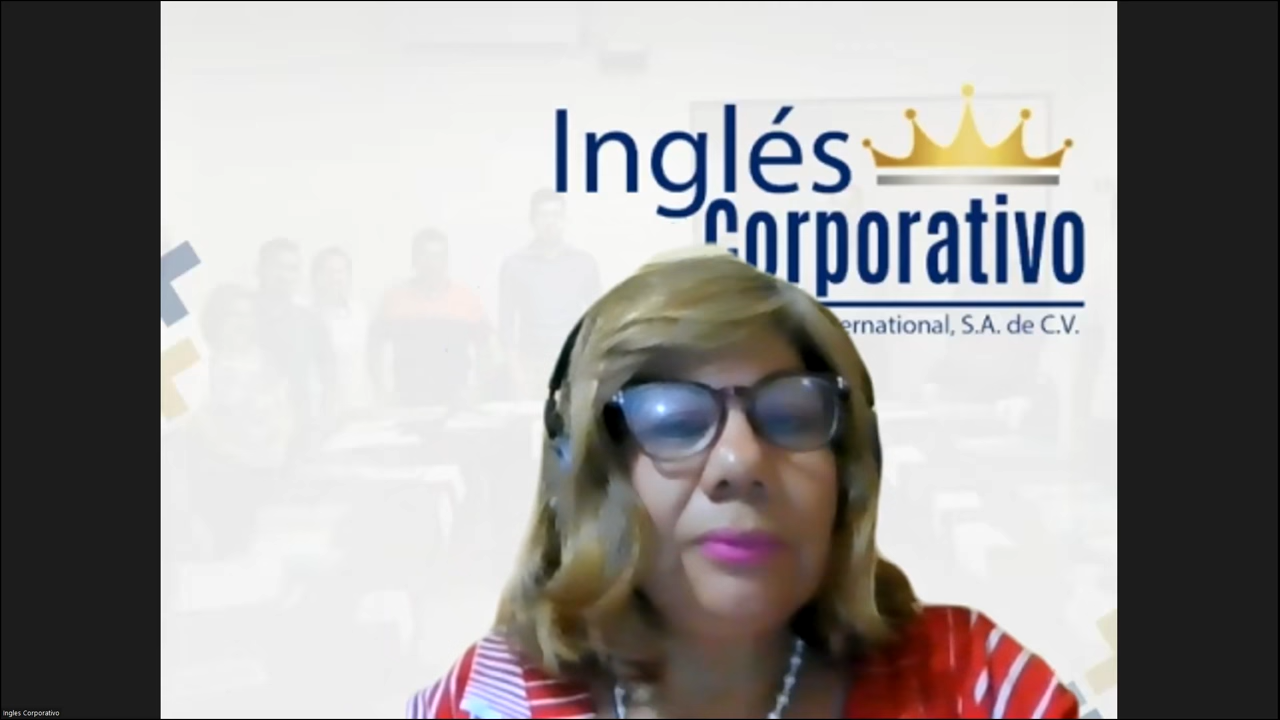 Inglés
Corporativo
ernational, S.A. de C.V.
Ingles Corporativo